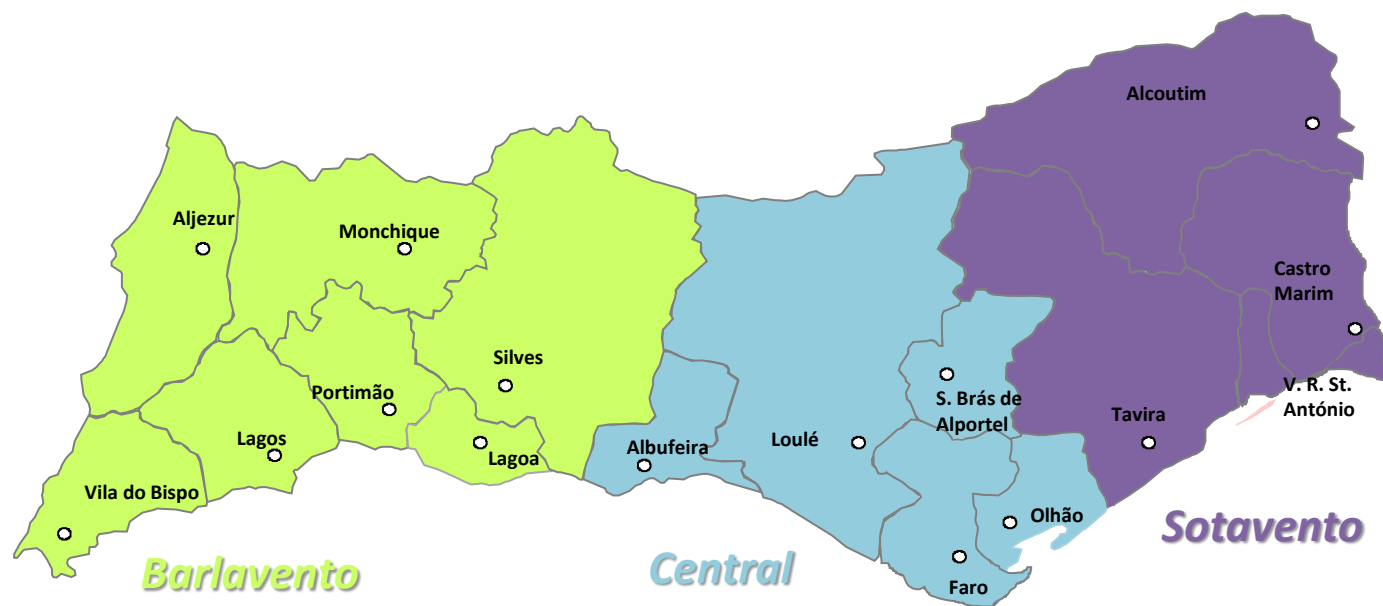 Alcoutim
Aljezur
Monchique
Castro
Marim
Silves
Portimão
V. R. St.
António
S. Brás de
Alportel
Tavira
Lagos
Lagoa
Albufeira
Loulé
Vila do Bispo
Olhão
Faro
Barlavento
Central
Sotavento